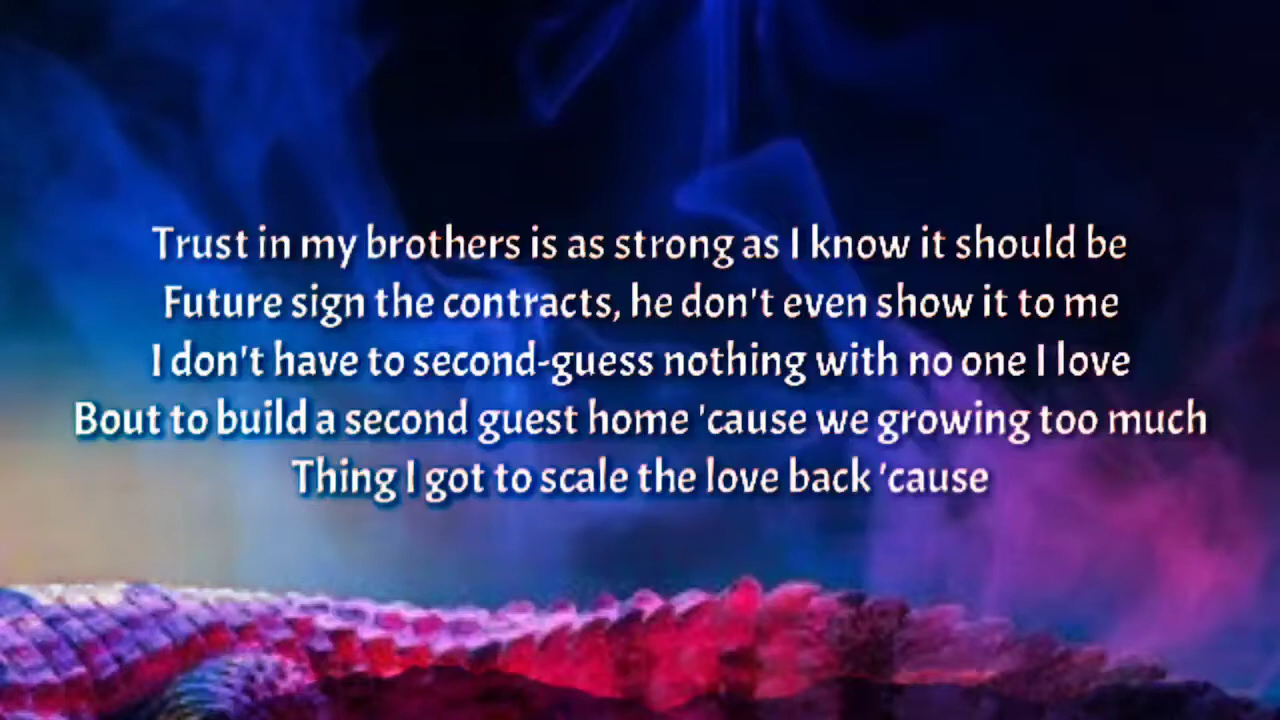 Trust in my brothers is as strong as I know it should be
Future sign the contracts, he don't even show it to me
I don't have to second-guess nothing with no one I love
Bout to build a second guest home 'cause we growing too much
Thing I got to scale the love back 'cause